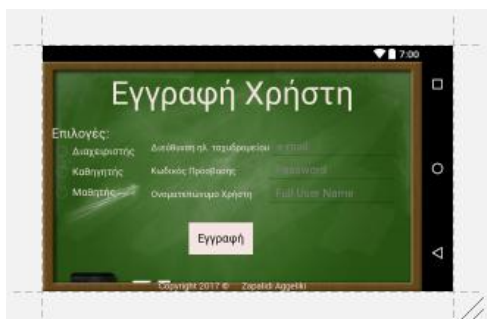 7:00
Εγγραφή Χρήστη
Επιλογές:
Διαχειριστής
Διεύθυνση ηλ. ταχυδρομείου
e-mail
Καθηγητής
Κωδικός Πρόσβασης
Password
Μαθητής
Ονοματεπώνυμο Χρήστη
Full User Name
Εγγραφή
Copyright 2017 © Zapalidi Aggeliki